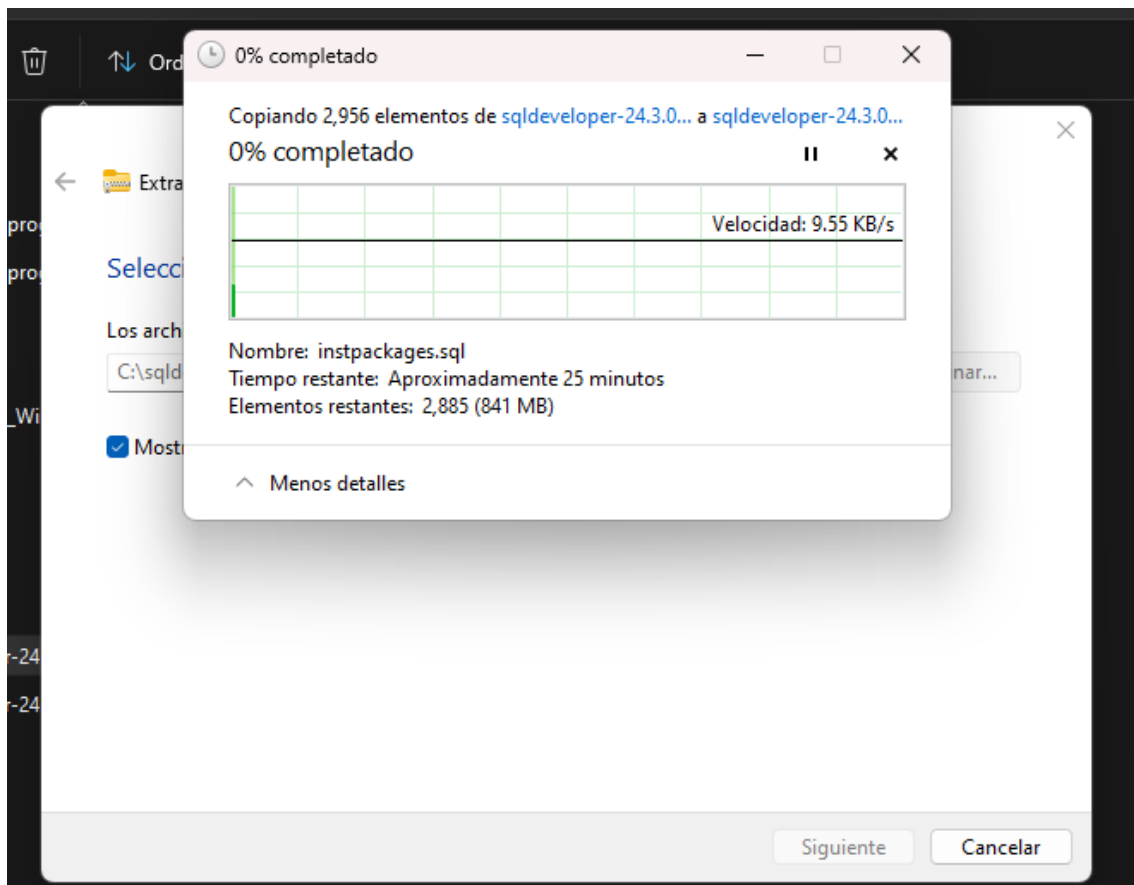 Ord
0% completado
Copiando 2,956 elementos de sqldeveloper-24.3.0... a sqldeveloper-24.3.0...
0% completado
Extra
Velocidad: 9.55 KB/s
pro
pro
Selecci
Los arch
Nombre: instpackages.sql
C:\sqld
nar...
Tiempo restante: Aproximadamente 25 minutos
Elementos restantes: 2,885 (841 MB)
_Wi
Mostr
Menos detalles
r-24
r-24
Siguiente
Cancelar